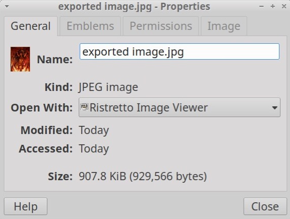 exported image.jpg - Properties
General Emblems Permissions Image
Name: exported image.jpg
Kind: JPEG image
Open With: Ristretto Image Viewer
Modified: Today
Accessed: Today
Size: 907.8 KiB (929,566 bytes)
Help Close